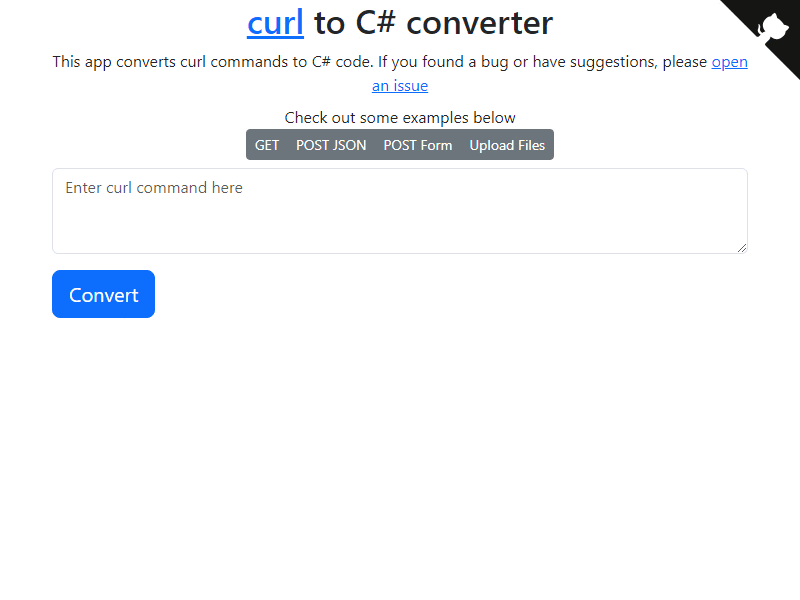 curl to C# converter
This app converts curl commands to C# code. If you found a bug or have suggestions, please open
an issue
Check out some examples below
GET POST JSON POST Form Upload Files
Enter curl command here
Convert